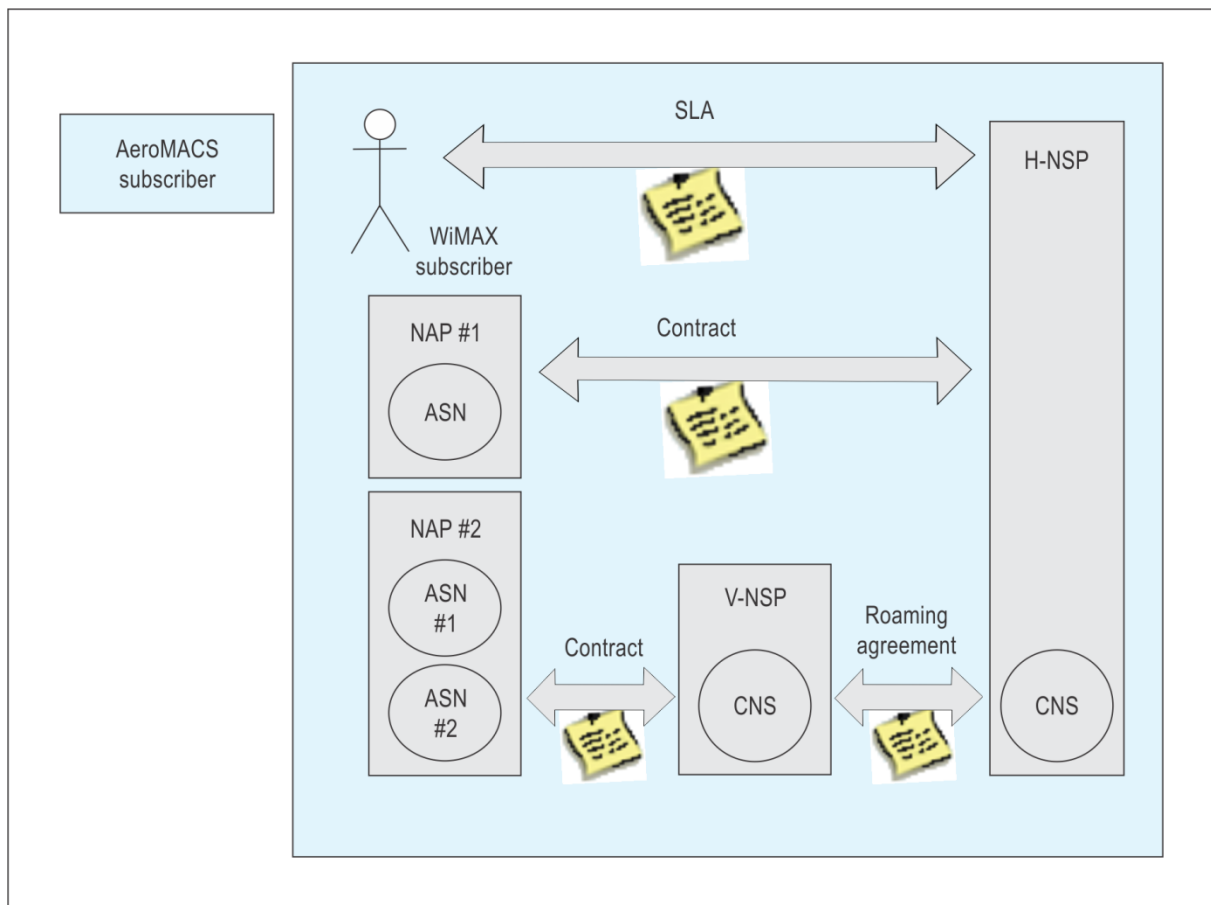 AeroMACS
subscriber
SLA
H-NSP
WiMAX
subscriber
NAP #1
ASN
Contract
NAP #2
ASN
#1
ASN
#2
Contract
V-NSP
CNS
Roaming
agreement
CNS